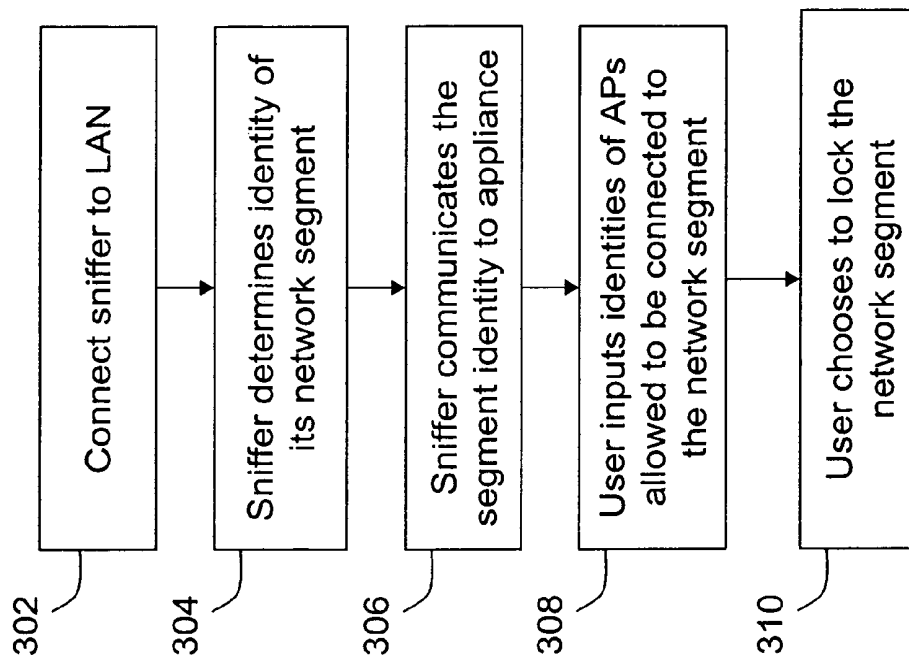 302
Connect sniffer to LAN
304
Sniffer determines identity of
its network segment
306
Sniffer communicates the
segment identity to appliance
308
User inputs identities of APs
allowed to be connected to
the network segment
310
User chooses to lock the
network segment